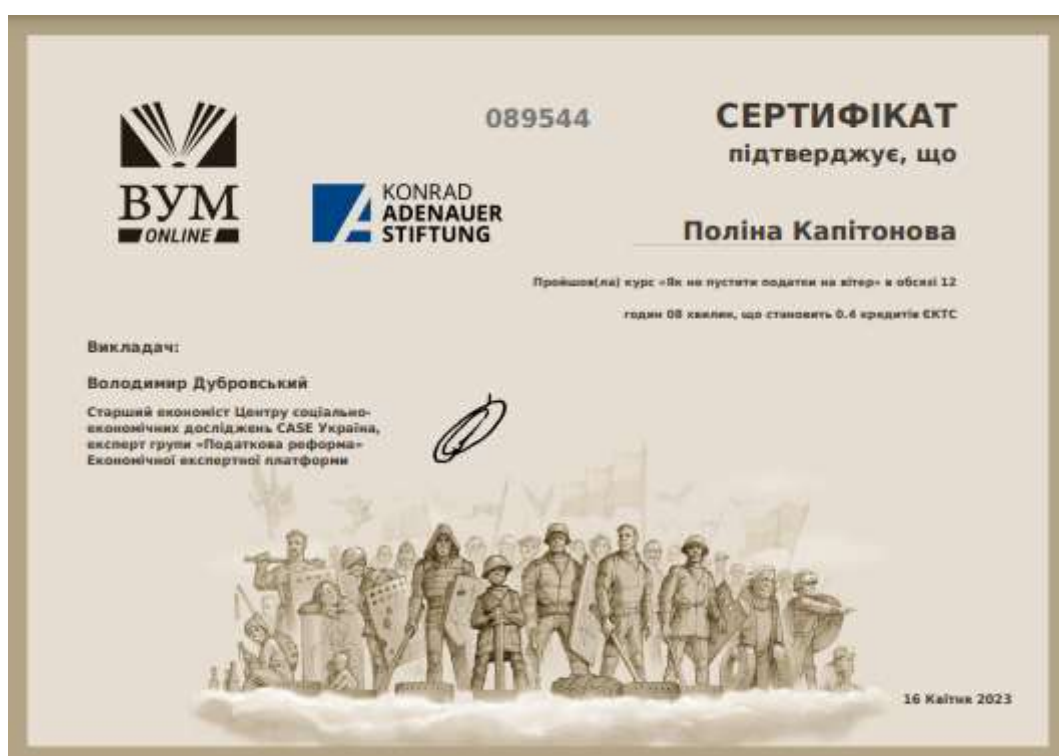 ВУМ
ONLINE
KONRAD
ADENAUER
STIFTUNG
089544
СЕРТИФІКАТ
підтверджує, що
Поліна Капітонова
Пройшов(ла) курс «Як не пустити податки на вітер» в обсязі 12
годин 08 хвилин, що становить 0.4 кредитів ЄКТС
Викладач:
Володимир Дубровський
Старший економіст Центру соціально-
економічних досліджень CASE Україна,
експерт групи «Податкова реформа»
Економічної експертної платформи
16 Квітня 2023